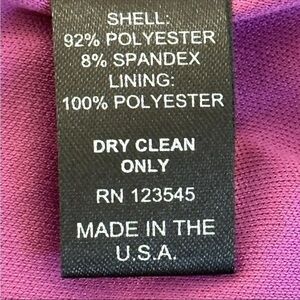 SHELL:
92% POLYESTER
8% SPANDEX
LINING:
100% POLYESTER
DRY CLEAN
ONLY
RN 123545
MADE IN THE
U.S.A.